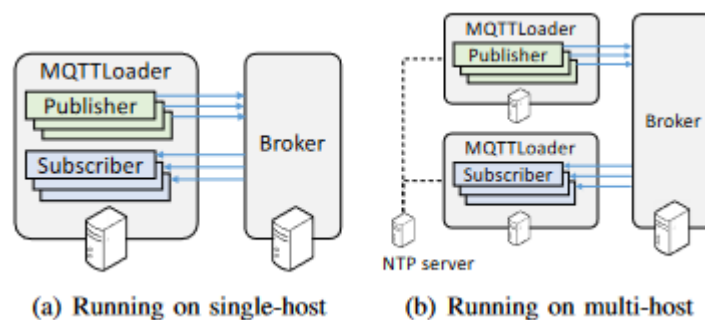 MQTTLoader
Publisher
Subscriber
Broker
(a) Running on single-host
MQTTLoader
Publisher
MQTTLoader
Subscriber
Broker
NTP server
(b) Running on multi-host